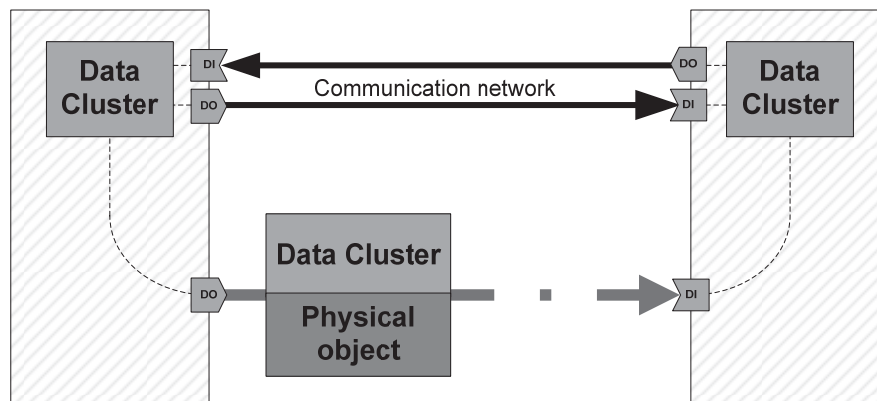 Data
Cluster
DI
DO
Communication network
DO
DI
Data
Cluster
DO
Data Cluster
Physical
object
DI